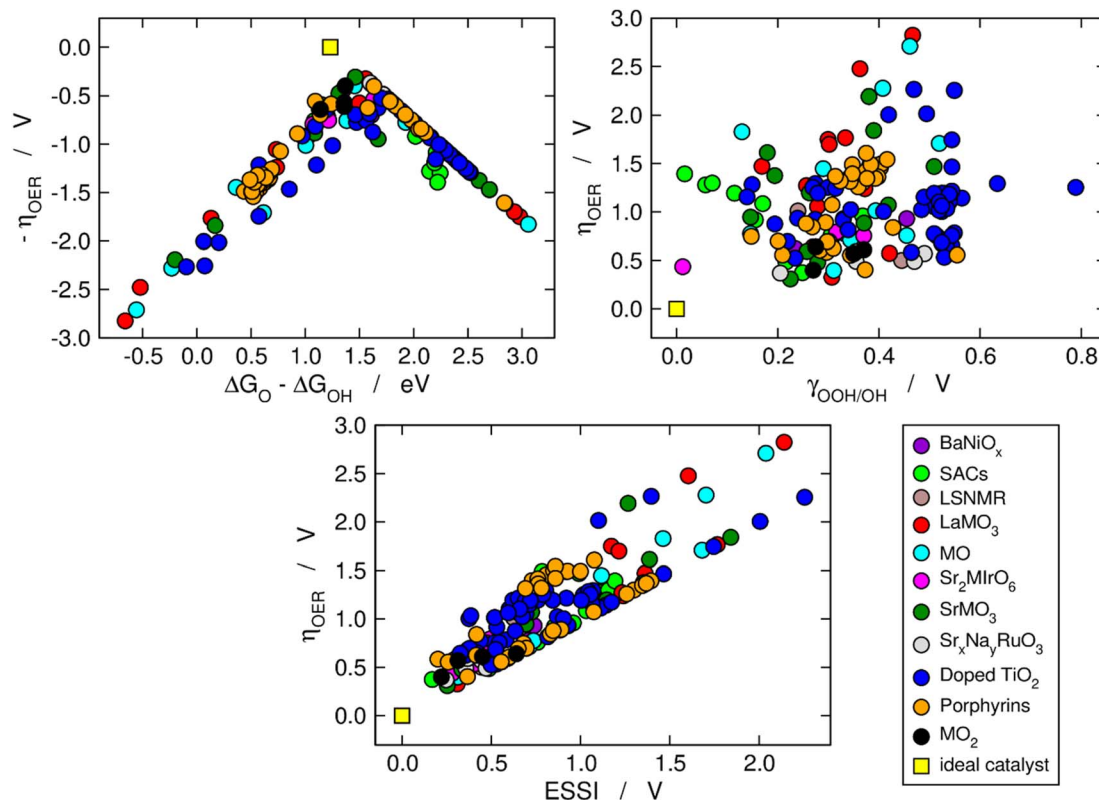 0.0
-0.5
-1.0
-1.5
-2.0
-2.5
-3.0
- η_OER / V
-0.5 0.0 0.5 1.0 1.5 2.0 2.5 3.0
ΔG_O - ΔG_OH / eV
3.0
2.5
2.0
1.5
1.0
0.5
0.0
η_OER / V
0.0 0.2 0.4 0.6 0.8
γ_OOH/OH / V
3.0
2.5
2.0
1.5
1.0
0.5
0.0
η_OER / V
0.0 0.5 1.0 1.5 2.0
ESSI / V
BaNiO_x
SACs
LSNMR
LaMO_3
MO
Sr_2MIrO_6
SrMO_3
Sr_xNa_yRuO_3
Doped TiO_2
Porphyrins
MO_2
ideal catalyst